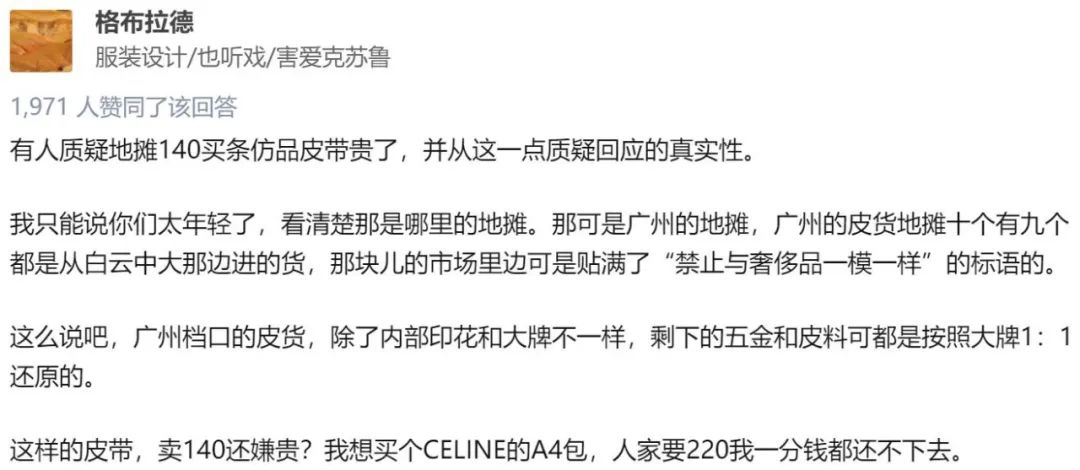 格布拉德
服装设计/也听戏/害爱克苏鲁
1,971 人赞同了该回答
有人质疑地摊140买条仿品皮带贵了，并从这一点质疑回应的真实性。
我只能说你们太年轻了，看清楚那是哪里的地摊。那可是广州的地摊，广州的皮货地摊十个有九个
都是从白云中大那边进的货，那块儿的市场里边可是贴满了“禁止与奢侈品一模一样”的标语的。
这么说吧，广州档口的皮货，除了内部印花和大牌不一样，剩下的五金和皮料可都是按照大牌1：1
还原的。
这样的皮带，卖140还嫌贵？我想买个CELINE的A4包，人家要220我一分钱都还不下去。